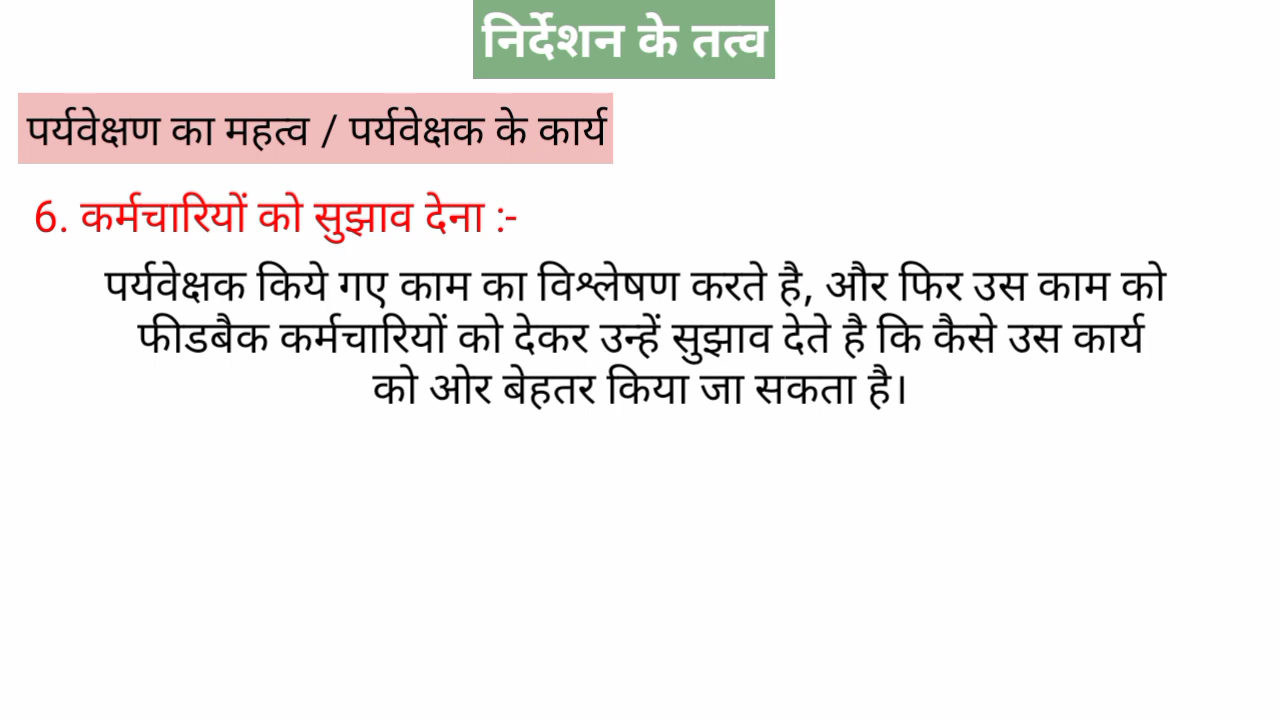 निर्देशन के तत्व
पर्यवेक्षण का महत्व / पर्यवेक्षक के कार्य
6. कर्मचारियों को सुझाव देना :-
पर्यवेक्षक किये गए काम का विश्लेषण करते है, और फिर उस काम को
फीडबैक कर्मचारियों को देकर उन्हें सुझाव देते है कि कैसे उस कार्य
को ओर बेहतर किया जा सकता है।